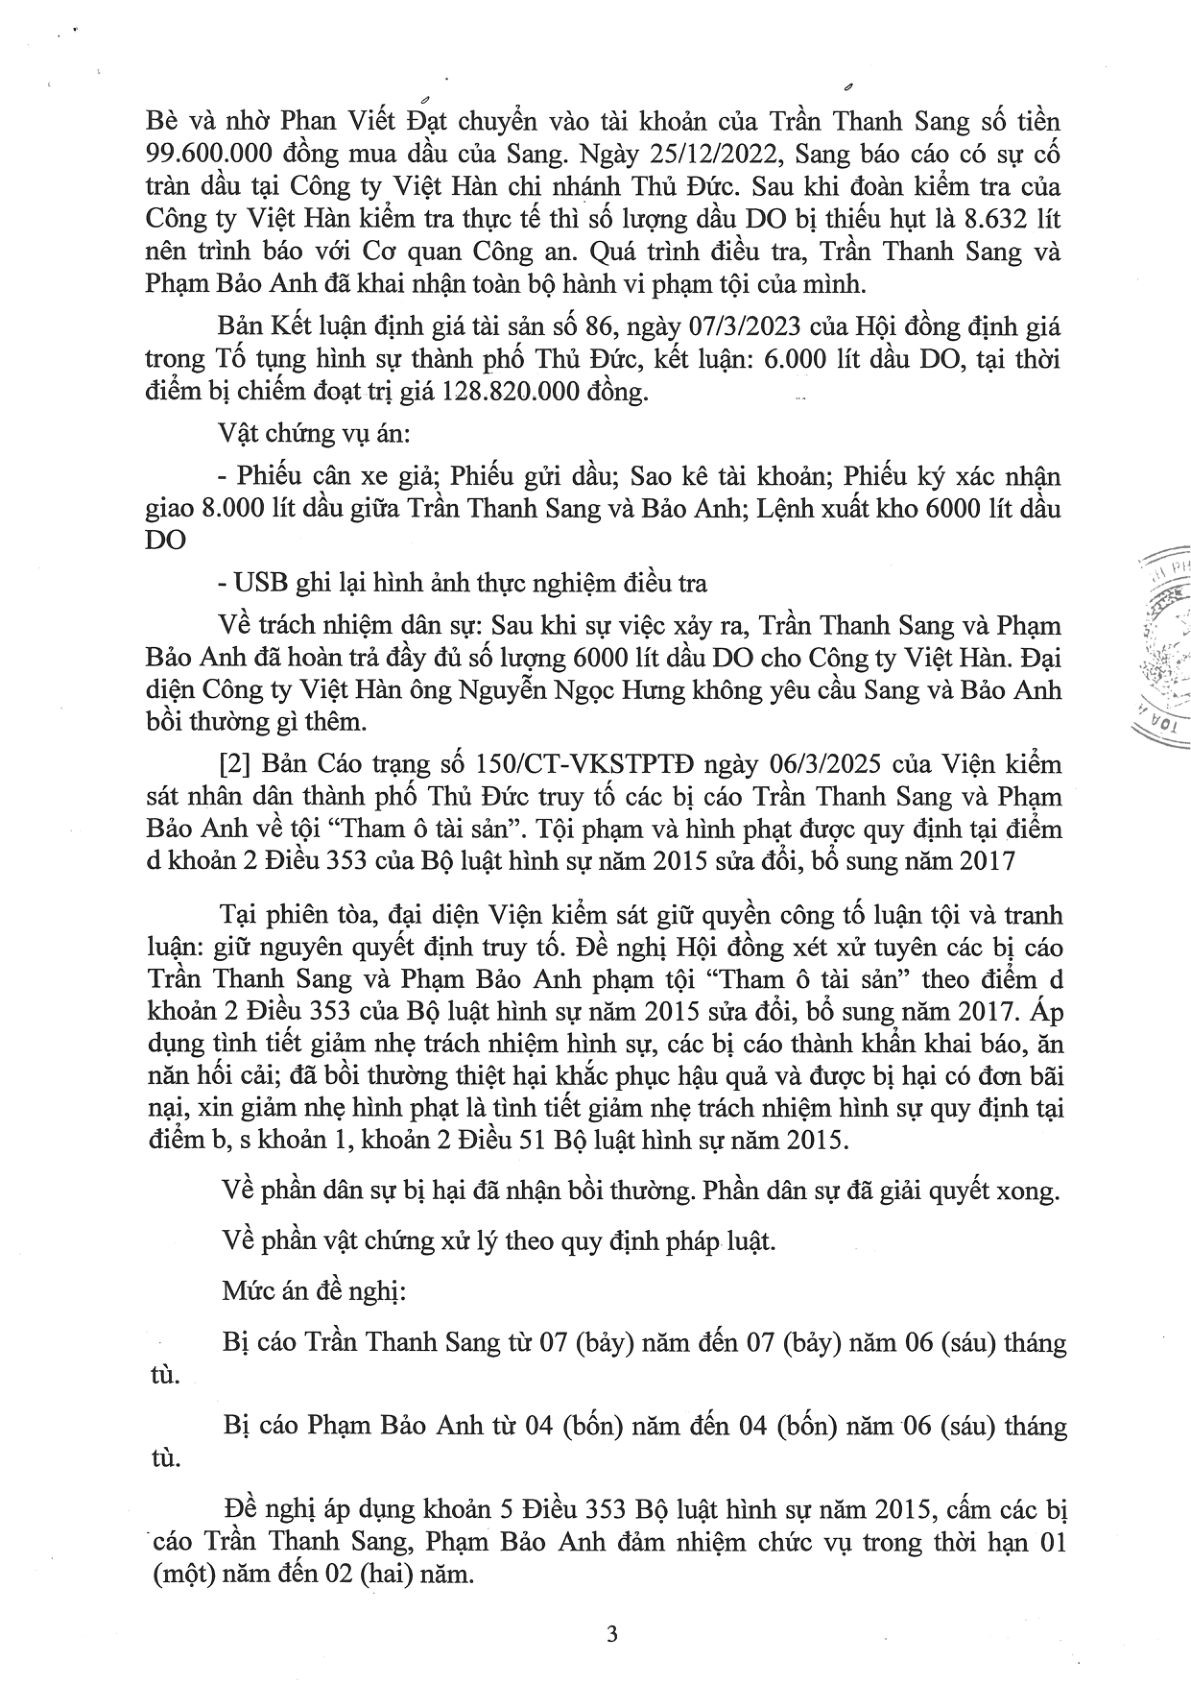 Bè và nhờ Phan Viết Đạt chuyển vào tài khoản của Trần Thanh Sang số tiền
99.600.000 đồng mua dầu của Sang. Ngày 25/12/2022, Sang báo cáo có sự cố
tràn dầu tại Công ty Việt Hàn chi nhánh Thủ Đức. Sau khi đoàn kiểm tra của
Công ty Việt Hàn kiểm tra thực tế thì số lượng dầu DO bị thiếu hụt là 8.632 lít
nên trình báo với Cơ quan Công an. Quá trình điều tra, Trần Thanh Sang và
Phạm Bảo Anh đã khai nhận toàn bộ hành vi phạm tội của mình.
Bản Kết luận định giá tài sản số 86, ngày 07/3/2023 của Hội đồng định giá
trong Tố tụng hình sự thành phố Thủ Đức, kết luận: 6.000 lít dầu DO, tại thời
điểm bị chiếm đoạt trị giá 128.820.000 đồng.
Vật chứng vụ án:
- Phiếu cân xe giả; Phiếu gửi dầu; Sao kê tài khoản; Phiếu ký xác nhận
giao 8.000 lít dầu giữa Trần Thanh Sang và Bảo Anh; Lệnh xuất kho 6000 lít dầu
DO
- USB ghi lại hình ảnh thực nghiệm điều tra
Về trách nhiệm dân sự: Sau khi sự việc xảy ra, Trần Thanh Sang và Phạm
Bảo Anh đã hoàn trả đầy đủ số lượng 6000 lít dầu DO cho Công ty Việt Hàn. Đại
diện Công ty Việt Hàn ông Nguyễn Ngọc Hưng không yêu cầu Sang và Bảo Anh
bồi thường gì thêm.
[2] Bản Cáo trạng số 150/CT-VKSTPTĐ ngày 06/3/2025 của Viện kiểm
sát nhân dân thành phố Thủ Đức truy tố các bị cáo Trần Thanh Sang và Phạm
Bảo Anh về tội “Tham ô tài sản”. Tội phạm và hình phạt được quy định tại điểm
d khoản 2 Điều 353 của Bộ luật hình sự năm 2015 sửa đổi, bổ sung năm 2017
Tại phiên tòa, đại diện Viện kiểm sát giữ quyền công tố luận tội và tranh
luận: giữ nguyên quyết định truy tố. Đề nghị Hội đồng xét xử tuyên các bị cáo
Trần Thanh Sang và Phạm Bảo Anh phạm tội “Tham ô tài sản” theo điểm d
khoản 2 Điều 353 của Bộ luật hình sự năm 2015 sửa đổi, bổ sung năm 2017. Áp
dụng tình tiết giảm nhẹ trách nhiệm hình sự, các bị cáo thành khẩn khai báo, ăn
năn hối cải; đã bồi thường thiệt hại khắc phục hậu quả và được bị hại có đơn bãi
nại, xin giảm nhẹ hình phạt là tình tiết giảm nhẹ trách nhiệm hình sự quy định tại
điểm b, s khoản 1, khoản 2 Điều 51 Bộ luật hình sự năm 2015.
Về phần dân sự bị hại đã nhận bồi thường. Phần dân sự đã giải quyết xong.
Về phần vật chứng xử lý theo quy định pháp luật.
Mức án đề nghị:
Bị cáo Trần Thanh Sang từ 07 (bảy) năm đến 07 (bảy) năm 06 (sáu) tháng
tù.
Bị cáo Phạm Bảo Anh từ 04 (bốn) năm đến 04 (bốn) năm 06 (sáu) tháng
tù.
Đề nghị áp dụng khoản 5 Điều 353 Bộ luật hình sự năm 2015, cấm các bị
cáo Trần Thanh Sang, Phạm Bảo Anh đảm nhiệm chức vụ trong thời hạn 01
(một) năm đến 02 (hai) năm.
3